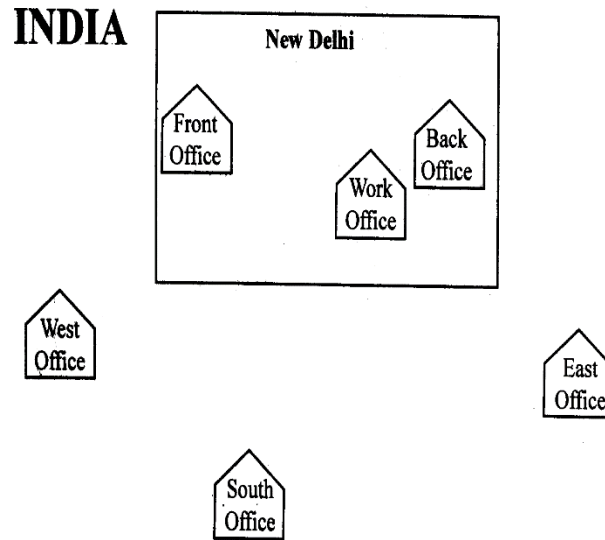 INDIA
New Delhi
Front
Office
Back
Office
Work
Office
West
Office
East
Office
South
Office